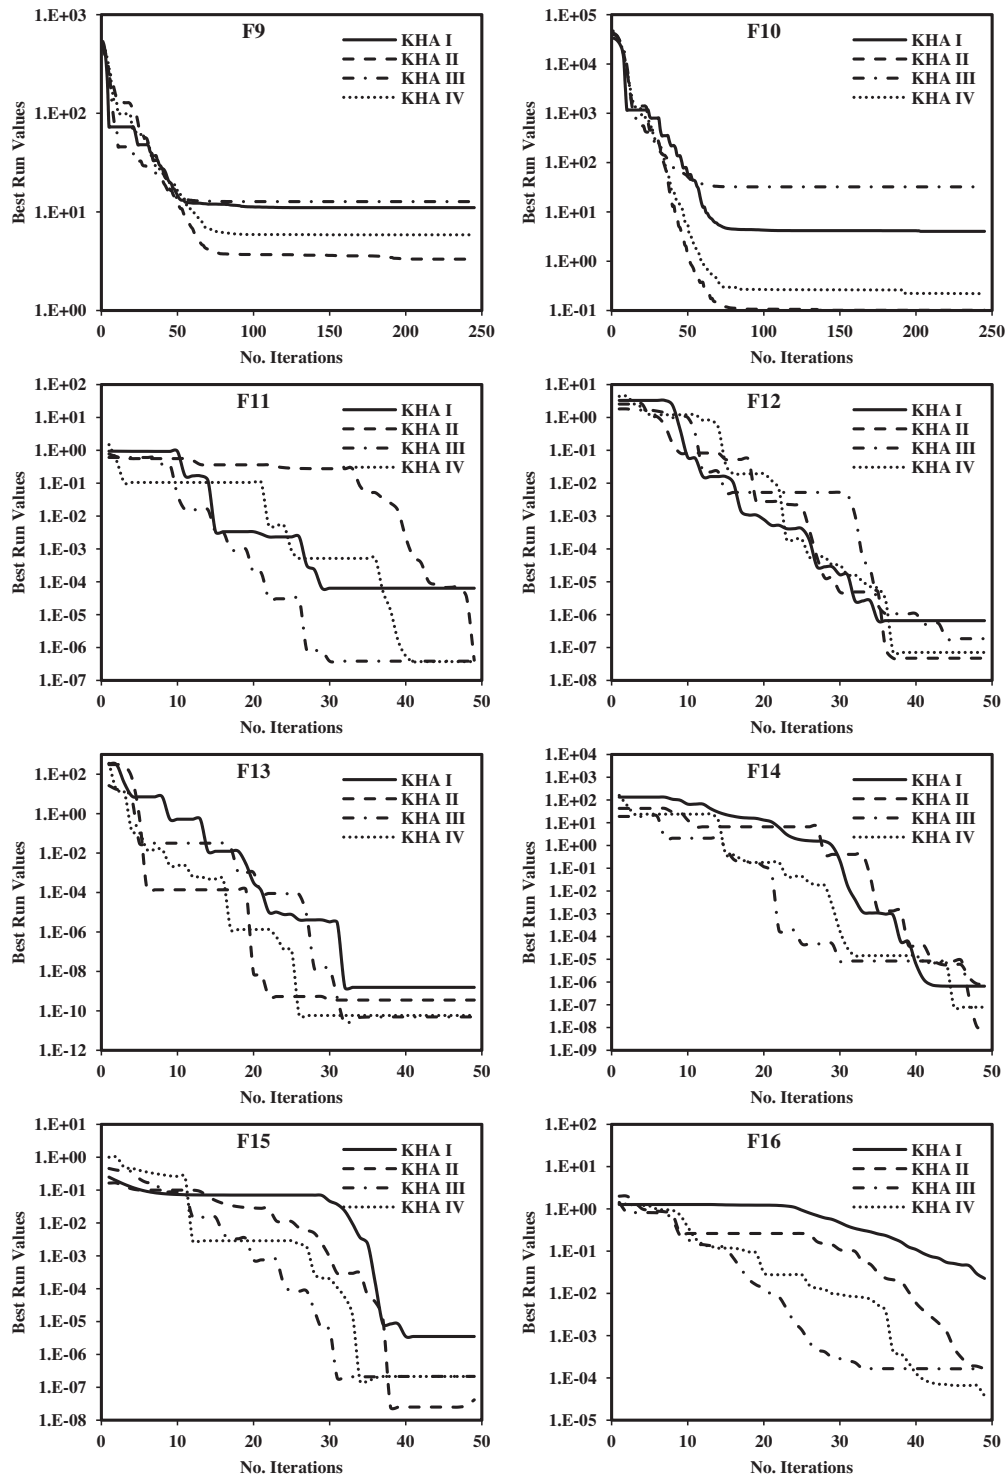 F9
KHA I
KHA II
KHA III
KHA IV
1.E+03
1.E+02
1.E+01
1.E+00
Best Run Values
0 50 100 150 200 250
No. Iterations
F10
KHA I
KHA II
KHA III
KHA IV
1.E+05
1.E+04
1.E+03
1.E+02
1.E+01
1.E+00
1.E-01
Best Run Values
0 50 100 150 200 250
No. Iterations
F11
KHA I
KHA II
KHA III
KHA IV
1.E+02
1.E+01
1.E+00
1.E-01
1.E-02
1.E-03
1.E-04
1.E-05
1.E-06
1.E-07
Best Run Values
0 10 20 30 40 50
No. Iterations
F12
KHA I
KHA II
KHA III
KHA IV
1.E+01
1.E+00
1.E-01
1.E-02
1.E-03
1.E-04
1.E-05
1.E-06
1.E-07
1.E-08
Best Run Values
0 10 20 30 40 50
No. Iterations
F13
KHA I
KHA II
KHA III
KHA IV
1.E+02
1.E+00
1.E-02
1.E-04
1.E-06
1.E-08
1.E-10
1.E-12
Best Run Values
0 10 20 30 40 50
No. Iterations
F14
KHA I
KHA II
KHA III
KHA IV
1.E+04
1.E+03
1.E+02
1.E+01
1.E+00
1.E-01
1.E-02
1.E-03
1.E-04
1.E-05
1.E-06
1.E-07
1.E-08
1.E-09
Best Run Values
0 10 20 30 40 50
No. Iterations
F15
KHA I
KHA II
KHA III
KHA IV
1.E+01
1.E+00
1.E-01
1.E-02
1.E-03
1.E-04
1.E-05
1.E-06
1.E-07
1.E-08
Best Run Values
0 10 20 30 40 50
No. Iterations
F16
KHA I
KHA II
KHA III
KHA IV
1.E+02
1.E+01
1.E+00
1.E-01
1.E-02
1.E-03
1.E-04
1.E-05
Best Run Values
0 10 20 30 40 50
No. Iterations